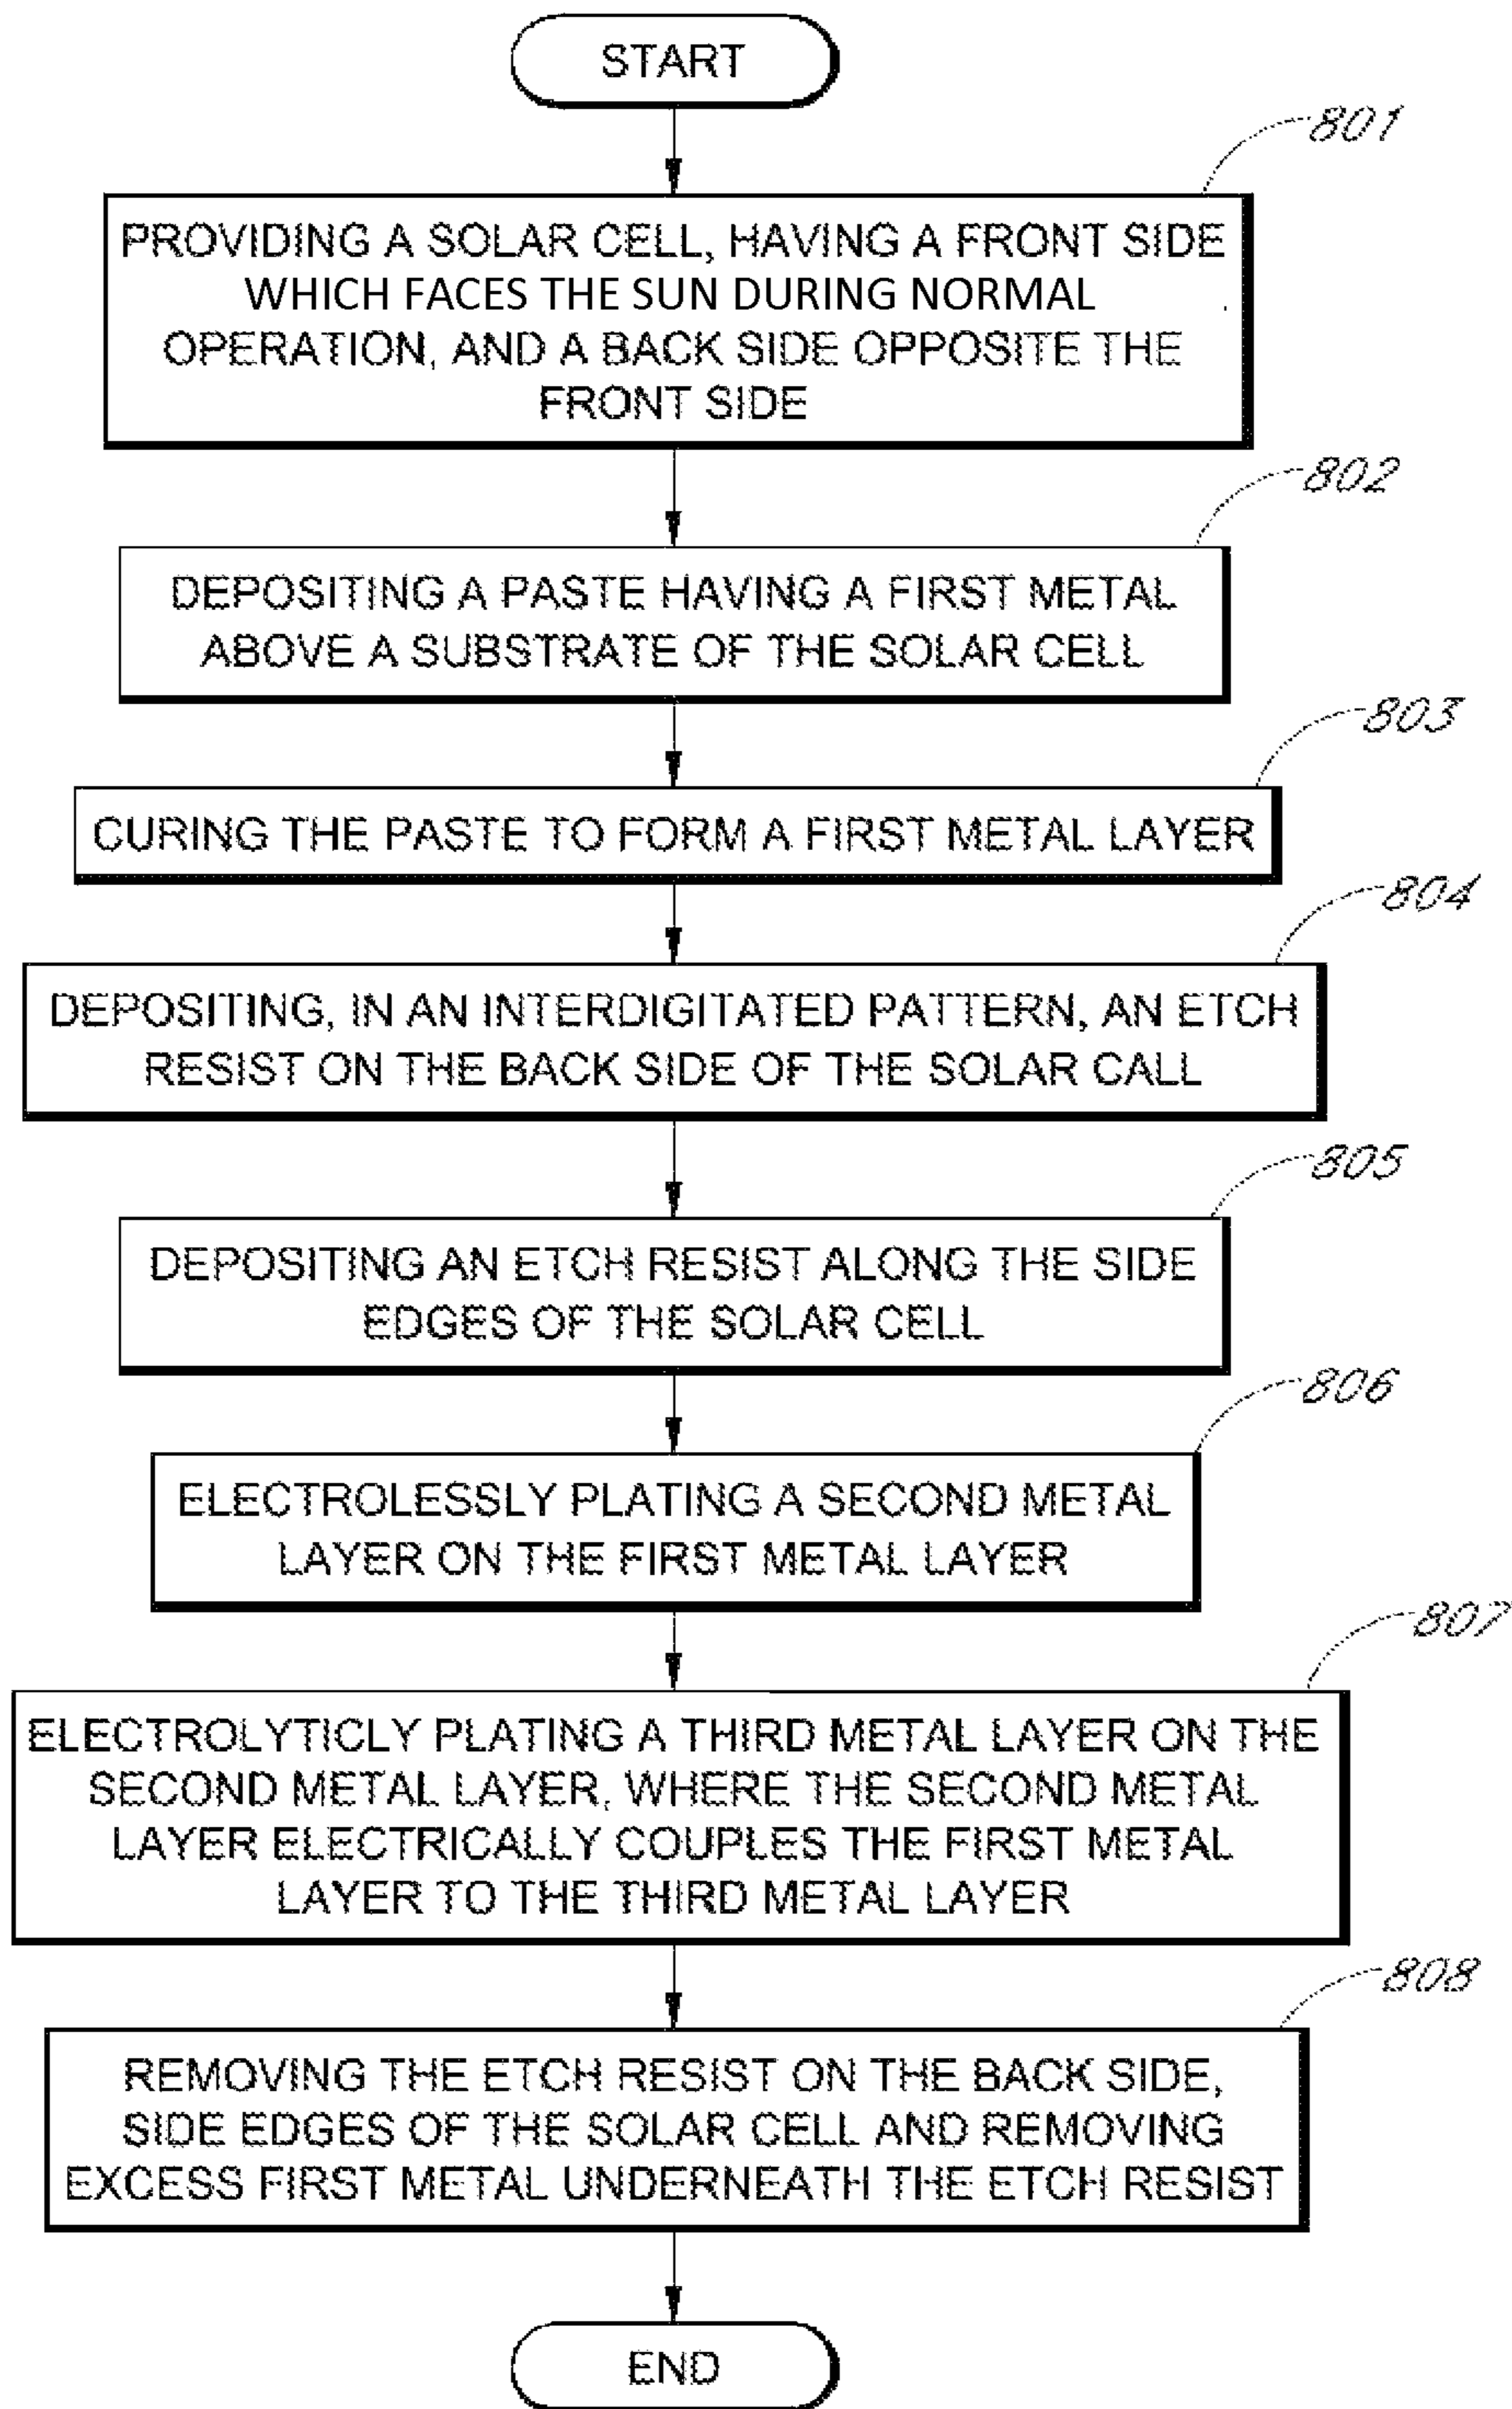 START
801
PROVIDING A SOLAR CELL, HAVING A FRONT SIDE
WHICH FACES THE SUN DURING NORMAL
OPERATION, AND A BACK SIDE OPPOSITE THE
FRONT SIDE
802
DEPOSITING A PASTE HAVING A FIRST METAL
ABOVE A SUBSTRATE OF THE SOLAR CELL
803
CURING THE PASTE TO FORM A FIRST METAL LAYER
804
DEPOSITING, IN AN INTERDIGITATED PATTERN, AN ETCH
RESIST ON THE BACK SIDE OF THE SOLAR CALL
805
DEPOSITING AN ETCH RESIST ALONG THE SIDE
EDGES OF THE SOLAR CELL
806
ELECTROLESSLY PLATING A SECOND METAL
LAYER ON THE FIRST METAL LAYER
807
ELECTROLYTICLY PLATING A THIRD METAL LAYER ON THE
SECOND METAL LAYER, WHERE THE SECOND METAL
LAYER ELECTRICALLY COUPLES THE FIRST METAL
LAYER TO THE THIRD METAL LAYER
808
REMOVING THE ETCH RESIST ON THE BACK SIDE,
SIDE EDGES OF THE SOLAR CELL AND REMOVING
EXCESS FIRST METAL UNDERNEATH THE ETCH RESIST
END